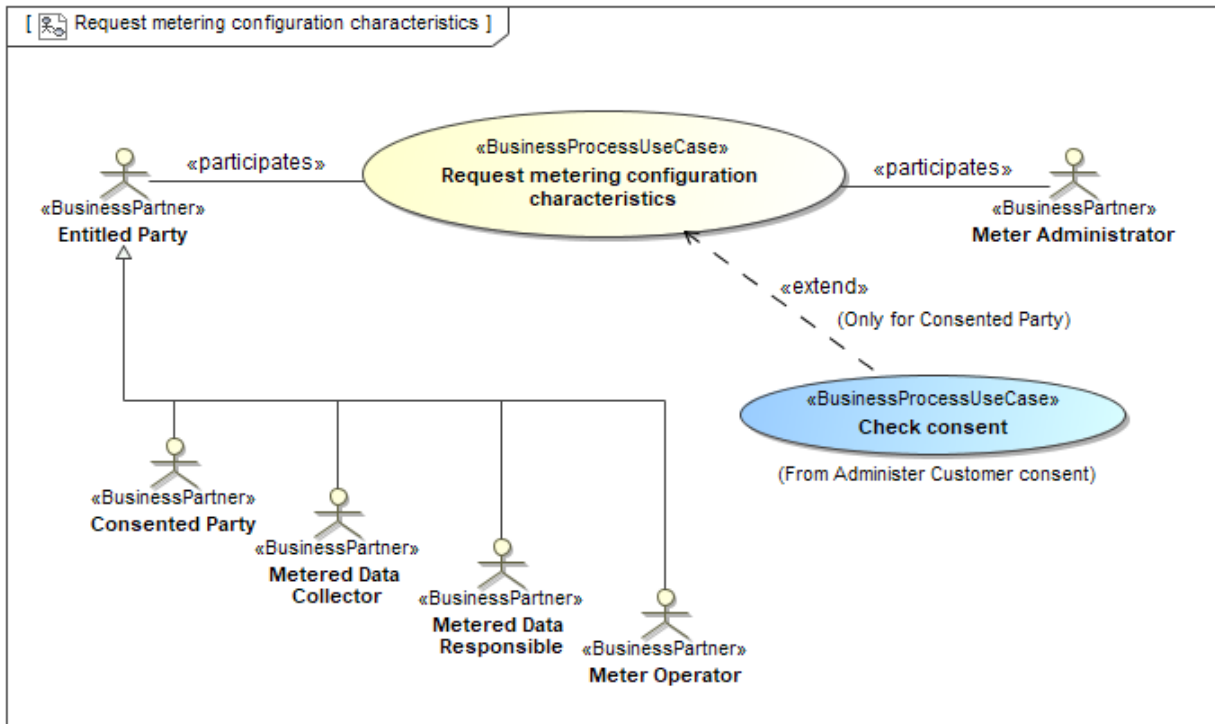 [ Request metering configuration characteristics ]
«BusinessProcessUseCase»
Request metering configuration
characteristics
«participates»
«participates»
«BusinessPartner»
Entitled Party
«BusinessPartner»
Meter Administrator
«extend»
(Only for Consented Party)
«BusinessProcessUseCase»
Check consent
(From Administer Customer consent)
«BusinessPartner»
Consented Party
«BusinessPartner»
Metered Data
Collector
«BusinessPartner»
Metered Data
Responsible
«BusinessPartner»
Meter Operator